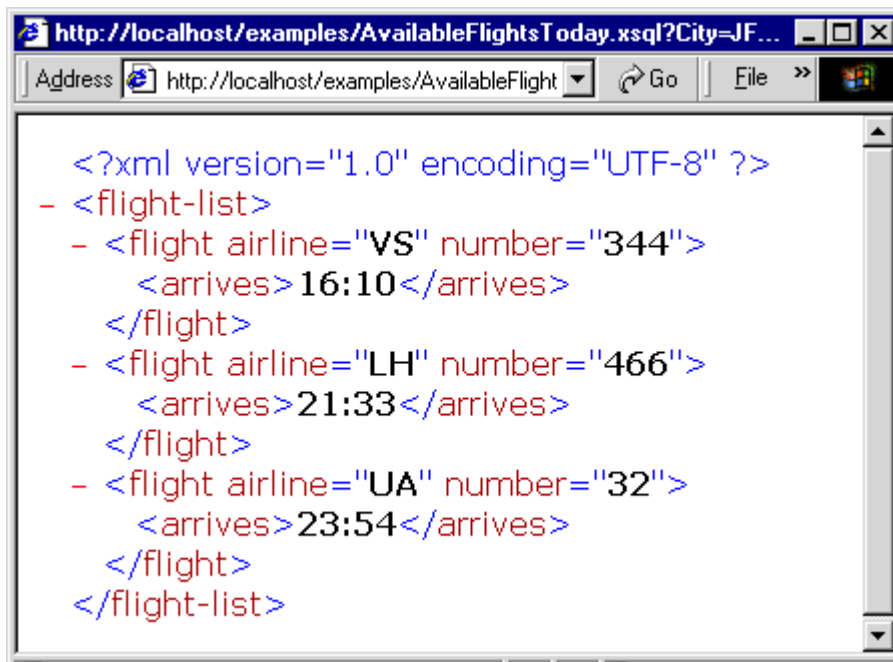 http://localhost/examples/AvailableFlightsToday.xsql?City=JF...
Address http://localhost/examples/AvailableFlight Go File »
<?xml version="1.0" encoding="UTF-8" ?>
– <flight-list>
– <flight airline="VS" number="344">
<arrives>16:10</arrives>
</flight>
– <flight airline="LH" number="466">
<arrives>21:33</arrives>
</flight>
– <flight airline="UA" number="32">
<arrives>23:54</arrives>
</flight>
</flight-list>